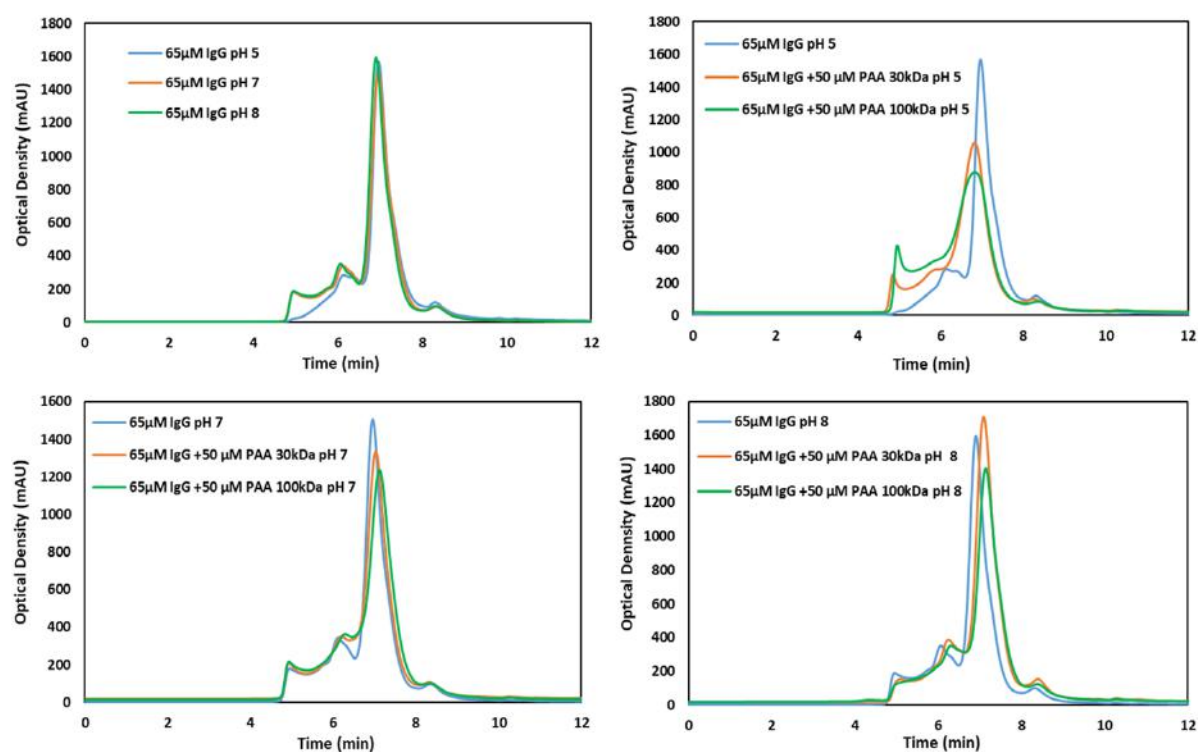 1800
1600
1400
1200
1000
800
600
400
200
0
Optical Density (mAU)
65µM IgG pH 5
65µM IgG pH 7
65µM IgG pH 8
0 2 4 6 8 10 12
Time (min)
1800
1600
1400
1200
1000
800
600
400
200
0
Optical Density (mAU)
65µM IgG pH 5
65µM IgG +50 µM PAA 30kDa pH 5
65µM IgG +50 µM PAA 100kDa pH 5
0 2 4 6 8 10 12
Time (min)
1600
1400
1200
1000
800
600
400
200
0
Optical Density (mAU)
65µM IgG pH 7
65µM IgG +50 µM PAA 30kDa pH 7
65µM IgG +50 µM PAA 100kDa pH 7
0 2 4 6 8 10 12
Time (min)
1800
1600
1400
1200
1000
800
600
400
200
0
Optical Dennsity (mAU)
65µM IgG pH 8
65µM IgG +50 µM PAA 30kDa pH 8
65µM IgG +50 µM PAA 100kDa pH 8
0 2 4 6 8 10 12
Time (min)